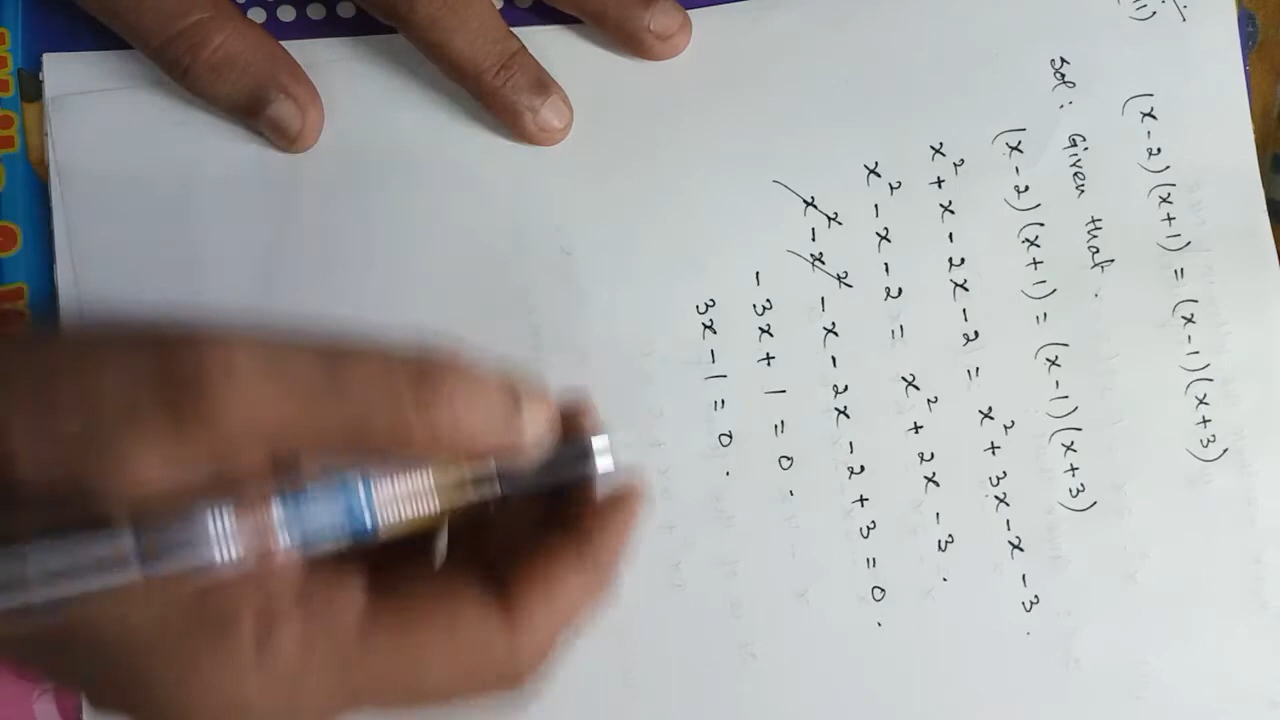 ii)
(x-2)(x+1) = (x-1)(x+3)
Sol: Given that.
(x-2)(x+1) = (x-1)(x+3)
x² + x - 2x - 2 = x² + 3x - x - 3.
x² - x - 2 = x² + 2x - 3.
x² - x² - x - 2x - 2 + 3 = 0.
- 3x + 1 = 0.
3x - 1 = 0.